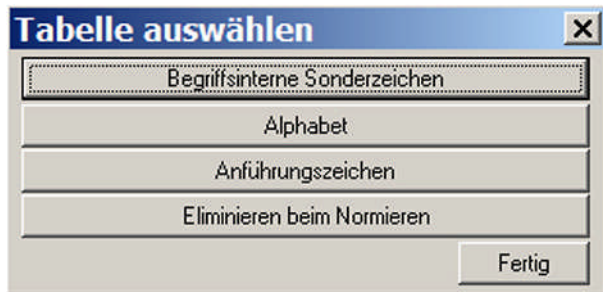 Tabelle auswählen
Begriffsinterne Sonderzeichen
Alphabet
Anführungszeichen
Eliminieren beim Normieren
Fertig